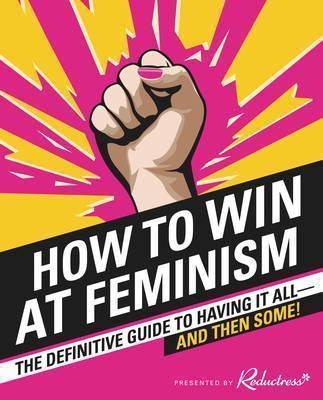 HOW TO WIN
AT FEMINISM
THE DEFINITIVE GUIDE TO HAVING IT ALL—
AND THEN SOME!
PRESENTED BY Reductress